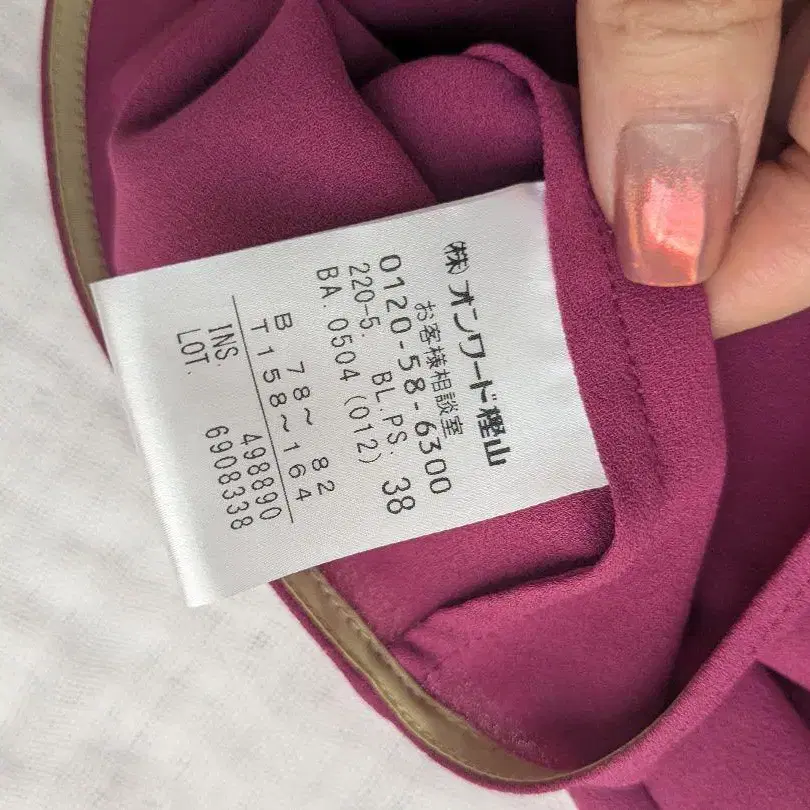 (株)オンワード樫山
お客様相談室
0120-58-6300
220-5. BL.PS. 38
BA.0504(012)
B 78～ 82
T158～164
INS. 498890
LOT. 6908338